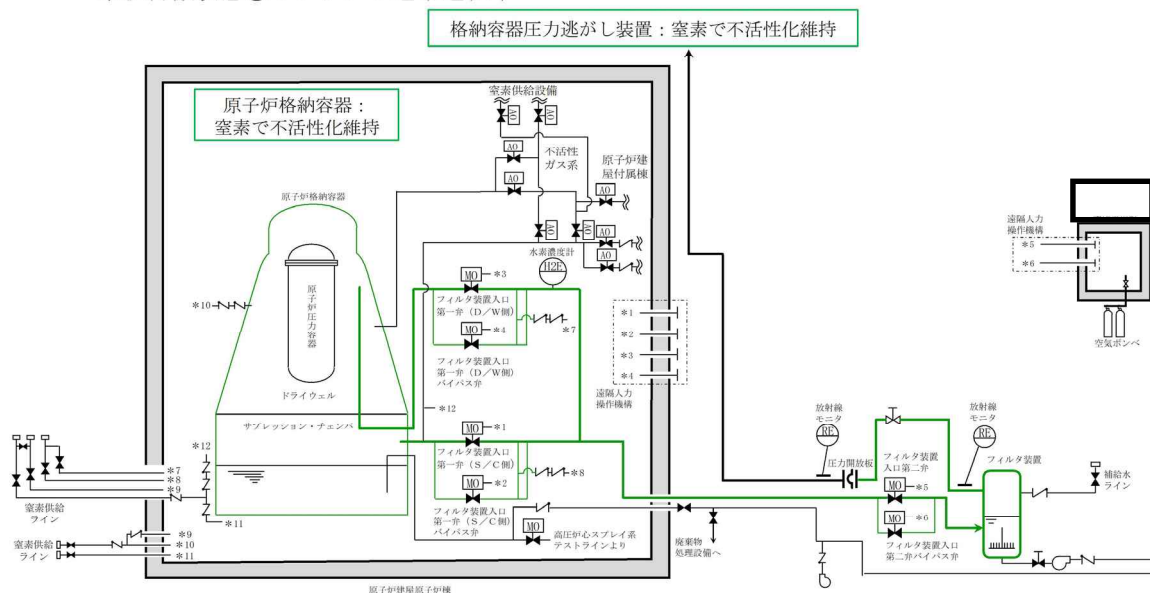 格納容器圧力逃がし装置：窒素で不活性化維持
原子炉格納容器：
窒素で不活性化維持
窒素供給設備
AO
AO
AO
不活性
ガス系
AO
原子炉建
屋付属棟
AO
AO
AO
AO
AO
水素濃度計
H2E
原子炉格納容器
原子炉圧力容器
ドライウェル
サプレッション・チェンバ
*10
MO
*3
フィルタ装置入口
第一弁（D／W側）
MO
*4
*7
フィルタ装置入口
第一弁（D／W側）
バイパス弁
*12
MO
*1
フィルタ装置入口
第一弁（S／C側）
MO
*2
*8
フィルタ装置入口
第一弁（S／C側）
バイパス弁
MO
高圧炉心スプレイ系
テストラインより
*1
*2
*3
*4
遠隔人力
操作機構
遠隔人力
操作機構
*5
*6
空気ボンベ
放射線
モニタ
RE
圧力開放板
放射線
モニタ
RE
フィルタ装置
入口第二弁
MO
*5
MO
*6
フィルタ装置入口
第二弁バイパス弁
フィルタ装置
補給水
ライン
廃棄物
処理設備へ
*12
*7
*8
*9
*11
窒素供給
ライン
*9
*10
*11
窒素供給
ライン
原子炉建屋原子炉棟